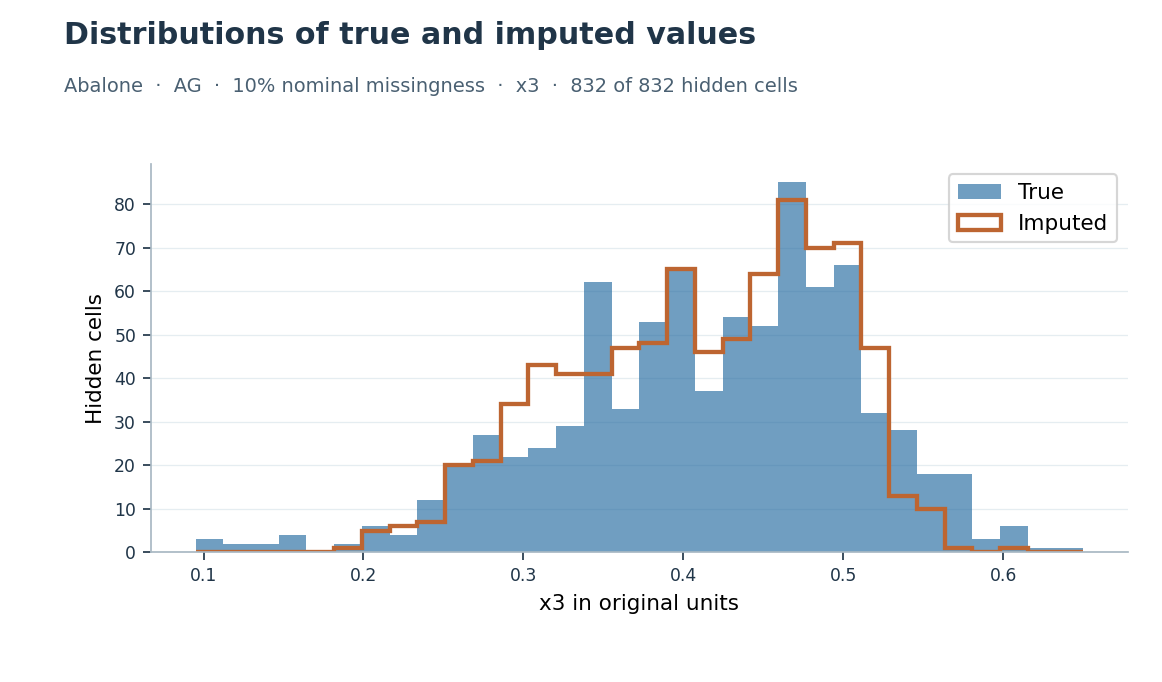 Distributions of true and imputed values
Abalone · AG · 10% nominal missingness · x3 · 832 of 832 hidden cells
True
Imputed
Hidden cells
80
70
60
50
40
30
20
10
0
0.1 0.2 0.3 0.4 0.5 0.6
x3 in original units